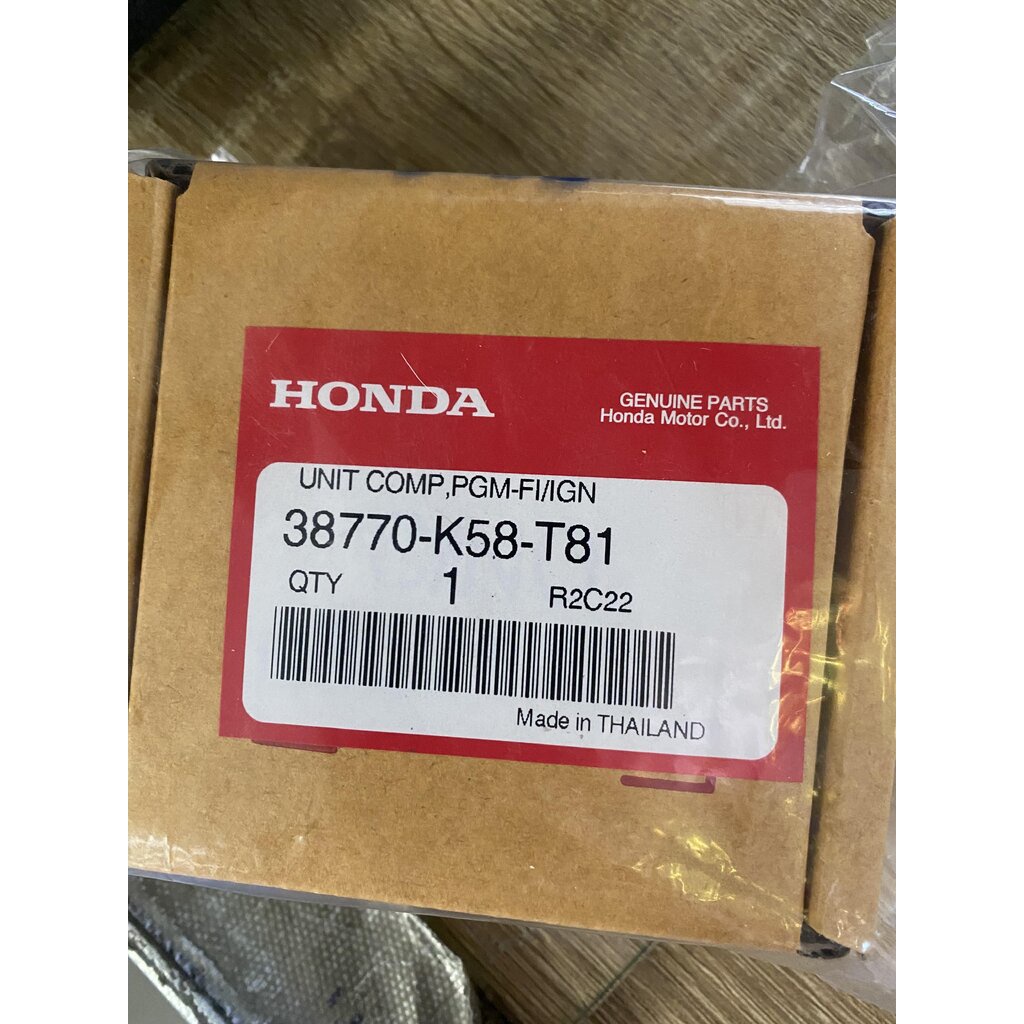 HONDA
GENUINE PARTS
Honda Motor Co., Ltd.
UNIT COMP,PGM-FI/IGN
38770-K58-T81
QTY 1 R2C22
Made in THAILAND